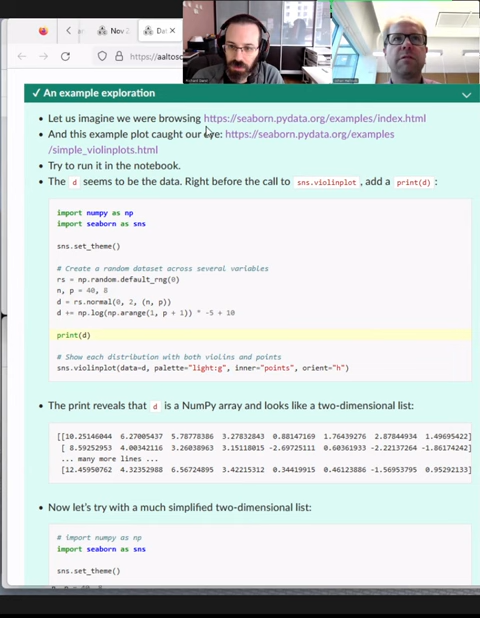 Nov 2
Dat
https://aaltosc
✓ An example exploration
• Let us imagine we were browsing https://seaborn.pydata.org/examples/index.html
• And this example plot caught our eye: https://seaborn.pydata.org/examples
/simple_violinplots.html
• Try to run it in the notebook.
• The d seems to be the data. Right before the call to sns.violinplot, add a print(d) :
import numpy as np
import seaborn as sns
sns.set_theme()
# Create a random dataset across several variables
rs = np.random.default_rng(0)
n, p = 40, 8
d = rs.normal(0, 2, (n, p))
d += np.log(np.arange(1, p + 1)) * -5 + 10
print(d)
# Show each distribution with both violins and points
sns.violinplot(data=d, palette="light:g", inner="points", orient="h")
• The print reveals that d is a NumPy array and looks like a two-dimensional list:
[[10.25146044 6.27005437 5.78778386 3.27832843 0.88147169 1.76439276 2.87844934 1.49695422]
[ 8.59252953 4.00342116 3.26038963 3.15118015 -2.69725111 0.60361933 -2.22137264 -1.86174242]
... many more lines ...
[12.45950762 4.32352988 6.56724895 3.42215312 0.34419915 0.46123886 -1.56953795 0.95292133]]
• Now let's try with a much simplified two-dimensional list:
# import numpy as np
import seaborn as sns
sns.set_theme()